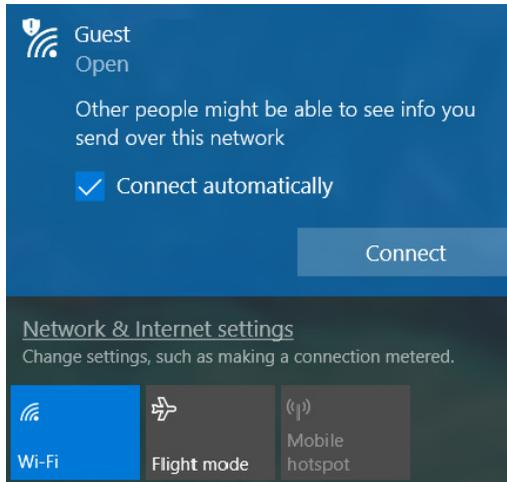 Guest
Open
Other people might be able to see info you
send over this network
Connect automatically
Connect
Network & Internet settings
Change settings, such as making a connection metered.
Wi-Fi
Flight mode
Mobile
hotspot